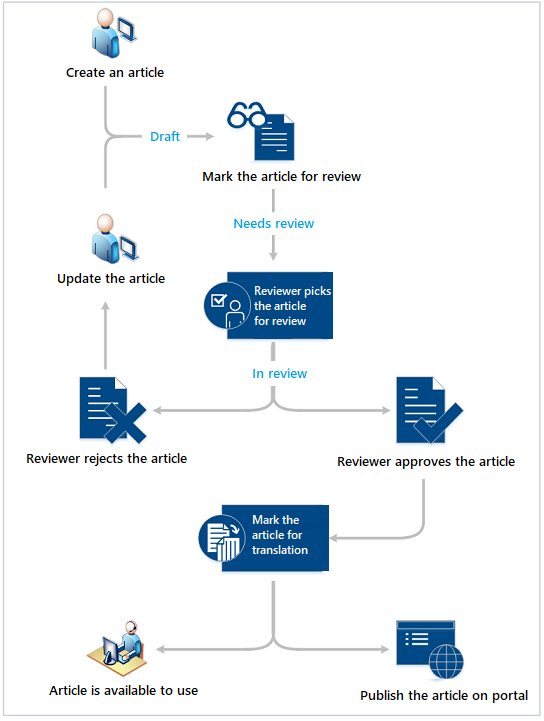 Create an article
Draft
Mark the article for review
Needs review
Update the article
Reviewer picks
the article
for review
In review
Reviewer rejects the article
Reviewer approves the article
Mark the
article for
translation
Article is available to use
Publish the article on portal